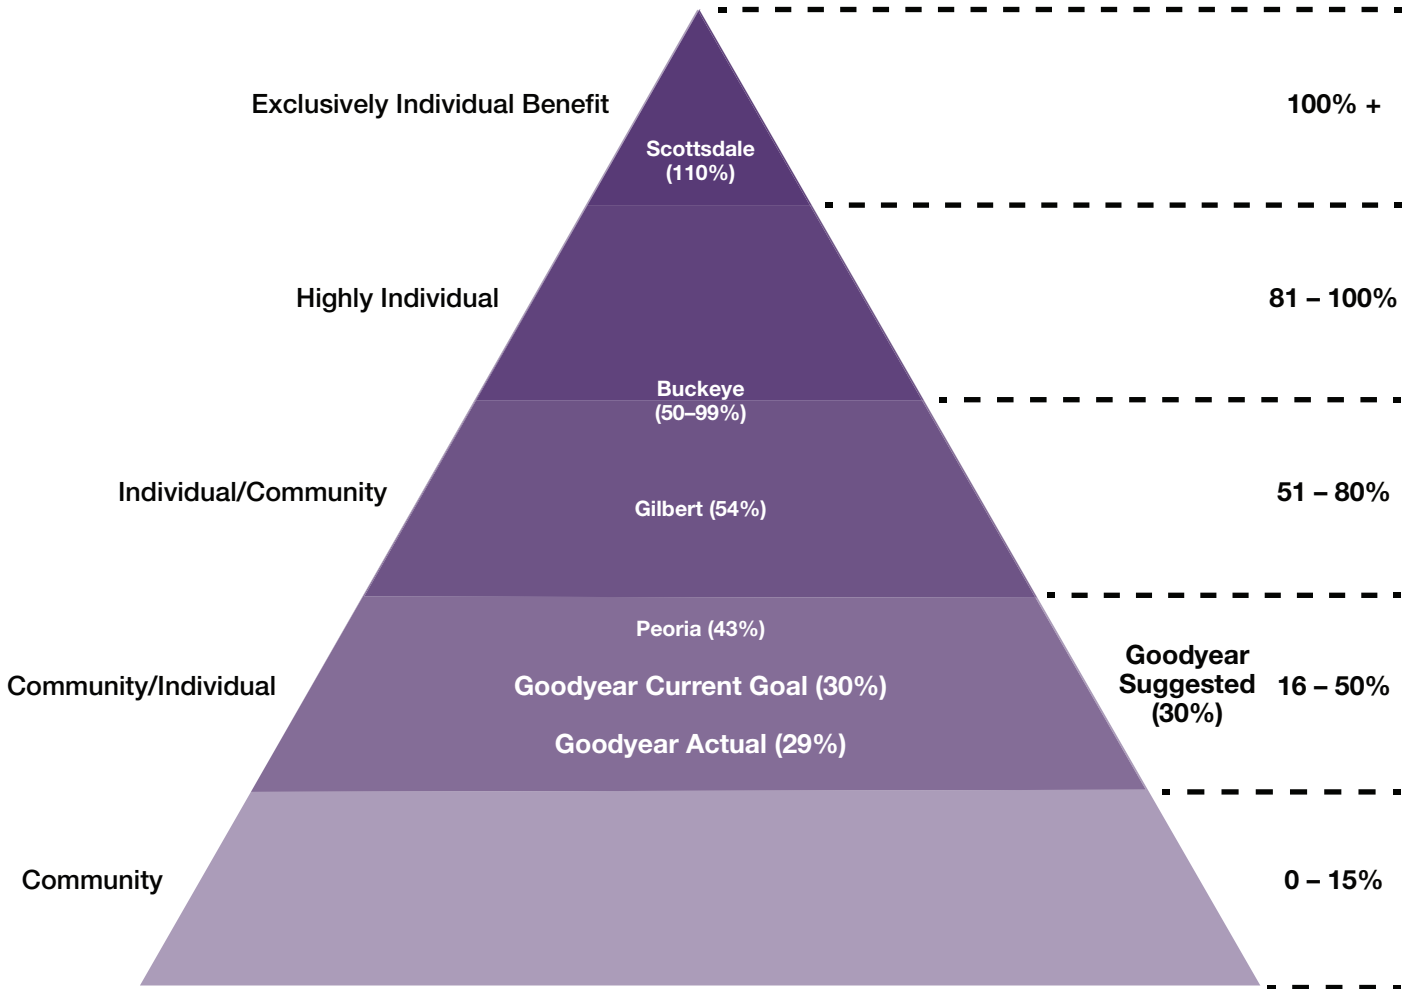 Exclusively Individual Benefit
100% +
Scottsdale
(110%)
Highly Individual
81 – 100%
Buckeye
(50–99%)
Individual/Community
51 – 80%
Gilbert (54%)
Peoria (43%)
Community/Individual
Goodyear Current Goal (30%)
Goodyear Actual (29%)
Goodyear
Suggested
(30%)
16 – 50%
Community
0 – 15%